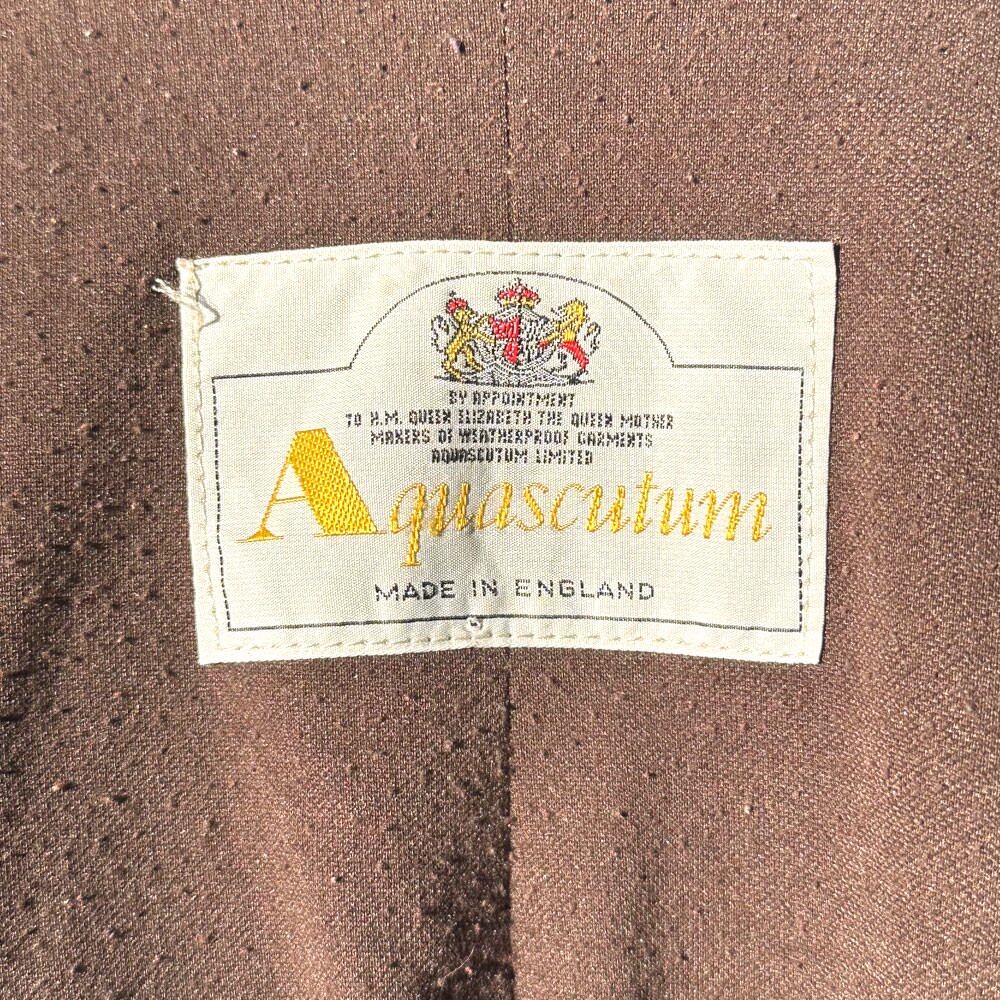 BY APPOINTMENT
TO H.M. QUEEN ELIZABETH THE QUEEN MOTHER
MAKERS OF WEATHERPROOF GARMENTS
AQUASCUTUM LIMITED
Aquascutum
MADE IN ENGLAND